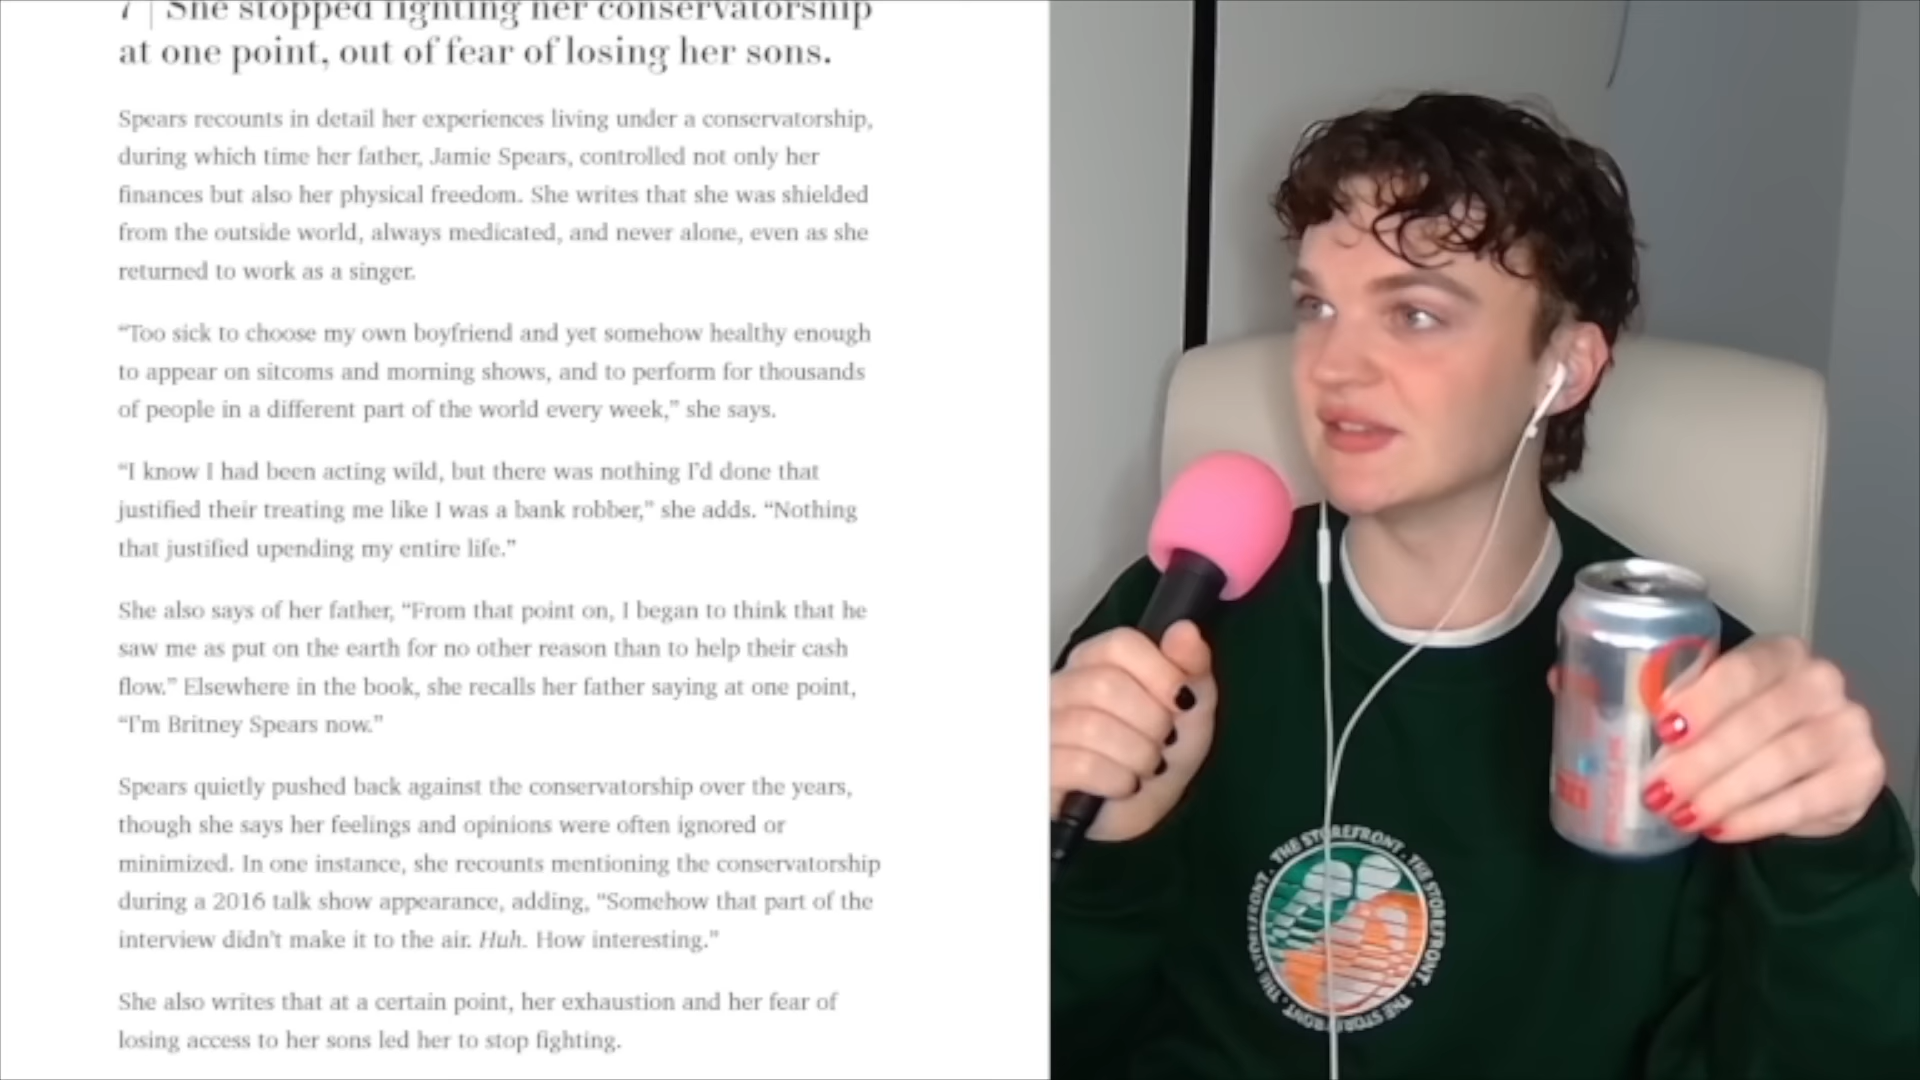 7 | She stopped fighting her conservatorship
at one point, out of fear of losing her sons.
Spears recounts in detail her experiences living under a conservatorship,
during which time her father, Jamie Spears, controlled not only her
finances but also her physical freedom. She writes that she was shielded
from the outside world, always medicated, and never alone, even as she
returned to work as a singer.
“Too sick to choose my own boyfriend and yet somehow healthy enough
to appear on sitcoms and morning shows, and to perform for thousands
of people in a different part of the world every week,” she says.
“I know I had been acting wild, but there was nothing I’d done that
justified their treating me like I was a bank robber,” she adds. “Nothing
that justified upending my entire life.”
She also says of her father, “From that point on, I began to think that he
saw me as put on the earth for no other reason than to help their cash
flow.” Elsewhere in the book, she recalls her father saying at one point,
“I’m Britney Spears now.”
Spears quietly pushed back against the conservatorship over the years,
though she says her feelings and opinions were often ignored or
minimized. In one instance, she recounts mentioning the conservatorship
during a 2016 talk show appearance, adding, “Somehow that part of the
interview didn’t make it to the air. Huh. How interesting.”
She also writes that at a certain point, her exhaustion and her fear of
losing access to her sons led her to stop fighting.
THE STOREFRONT · THE STOREFRONT · THE STOREFRONT · THE STOREFRONT ·